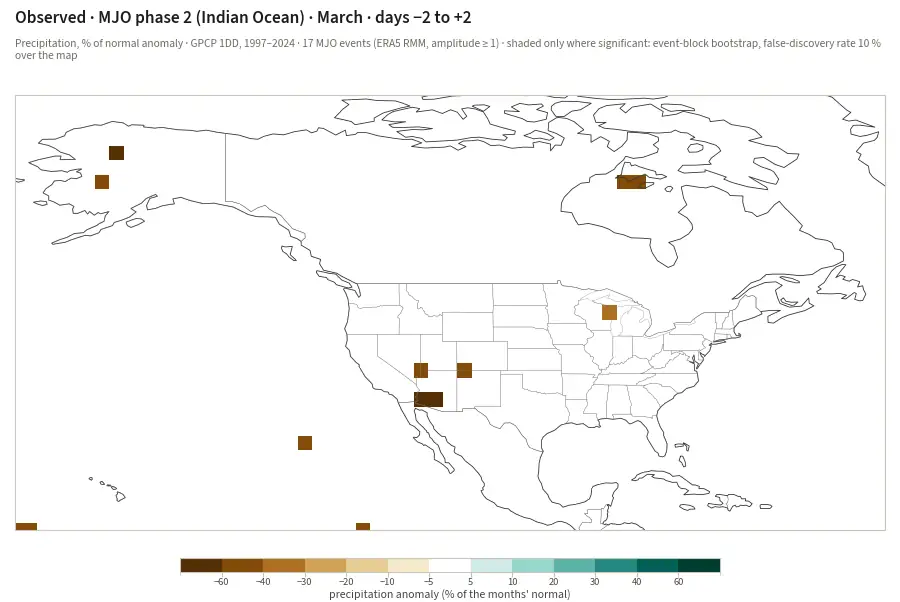 Observed · MJO phase 2 (Indian Ocean) · March · days −2 to +2
Precipitation, % of normal anomaly · GPCP 1DD, 1997–2024 · 17 MJO events (ERA5 RMM, amplitude ≥ 1) · shaded only where significant: event-block bootstrap, false-discovery rate 10 %
over the map
−60 −40 −30 −20 −10 −5 5 10 20 30 40 60
precipitation anomaly (% of the months' normal)